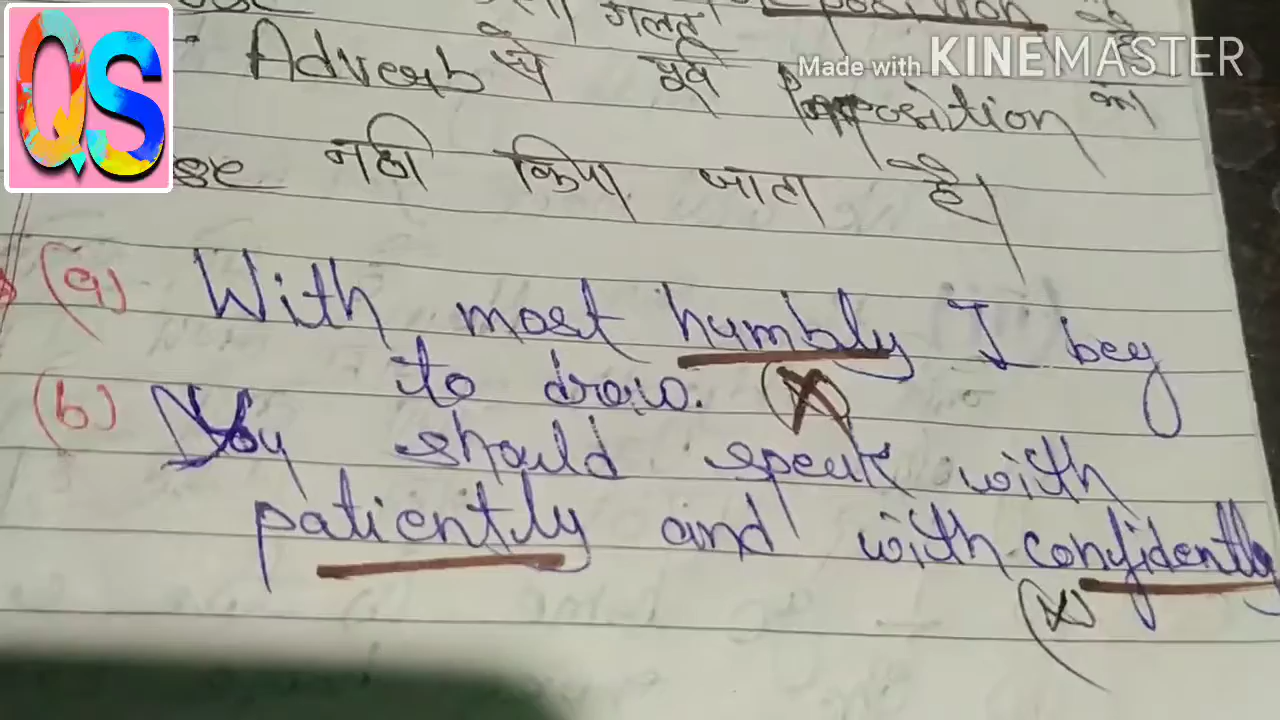 गलत
QS
Made with KINEMASTER
Adverb से पूर्व Preposition का
use नही किया जाता है।
(a) With most humbly I beg
to draw. (X)
(b) You should speak with
patiently and with confidently
(X)